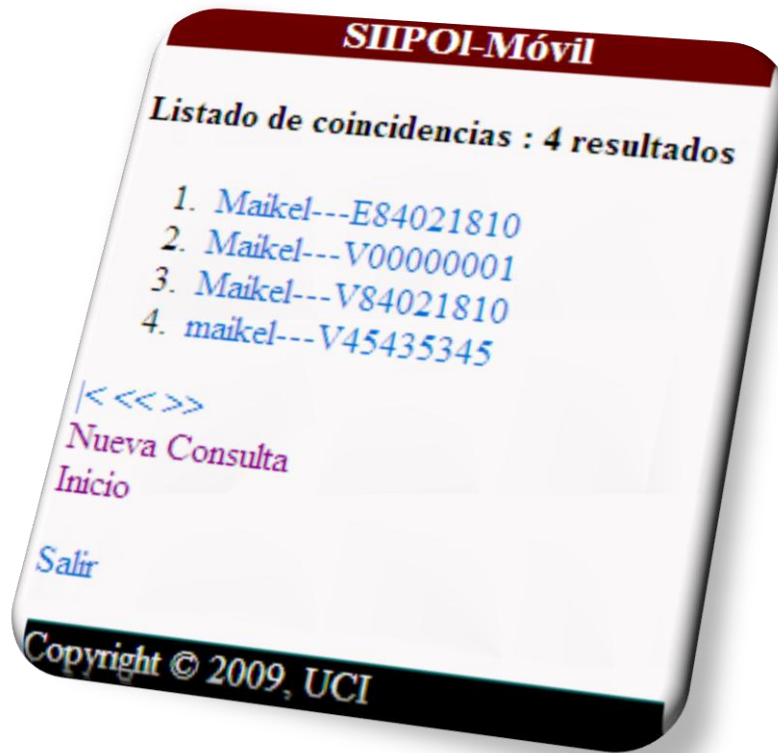 SIIPOl-Móvil
Listado de coincidencias : 4 resultados
1. Maikel---E84021810
2. Maikel---V00000001
3. Maikel---V84021810
4. maikel---V45435345
|< << >>
Nueva Consulta
Inicio
Salir
Copyright © 2009, UCI